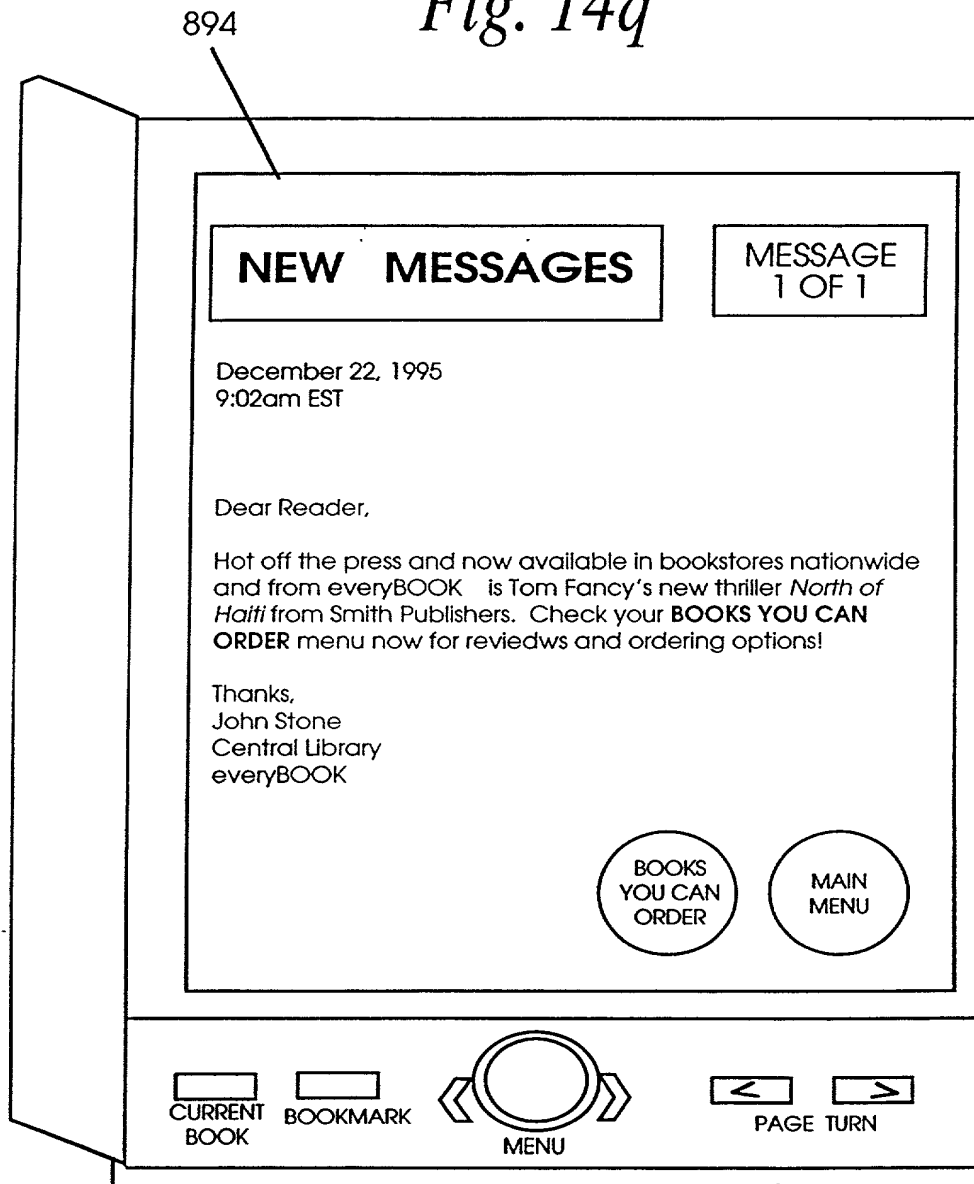 Fig. 14q
894
NEW MESSAGES
MESSAGE
1 OF 1
December 22, 1995
9:02am EST
Dear Reader,
Hot off the press and now available in bookstores nationwide
and from everyBOOK is Tom Fancy's new thriller North of
Haiti from Smith Publishers. Check your BOOKS YOU CAN
ORDER menu now for reviedws and ordering options!
Thanks,
John Stone
Central Library
everyBOOK
BOOKS
YOU CAN
ORDER
MAIN
MENU
CURRENT
BOOK
BOOKMARK
MENU
< >
PAGE TURN